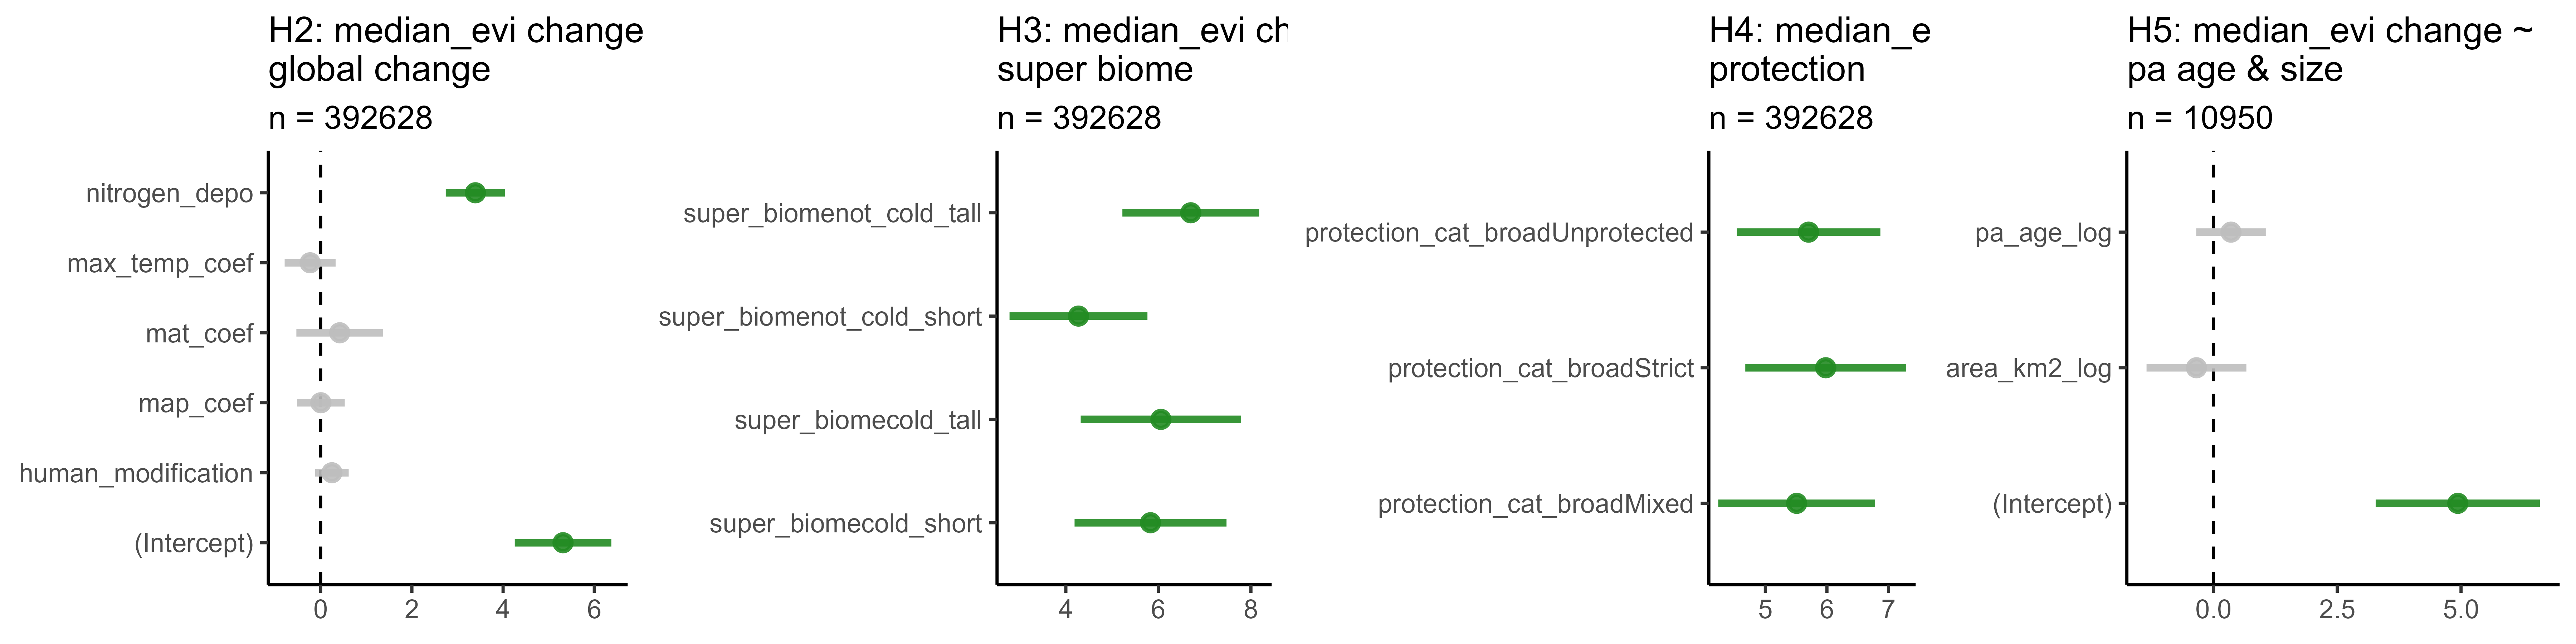 H2: median_evi change
global change
n = 392628
nitrogen_depo
max_temp_coef
mat_coef
map_coef
human_modification
(Intercept)
0 2 4 6
H3: median_evi ch
super biome
n = 392628
super_biomenot_cold_tall
super_biomenot_cold_short
super_biomecold_tall
super_biomecold_short
4 6 8
H4: median_e
protection
n = 392628
protection_cat_broadUnprotected
protection_cat_broadStrict
protection_cat_broadMixed
5 6 7
H5: median_evi change ~
pa age & size
n = 10950
pa_age_log
area_km2_log
(Intercept)
0.0 2.5 5.0